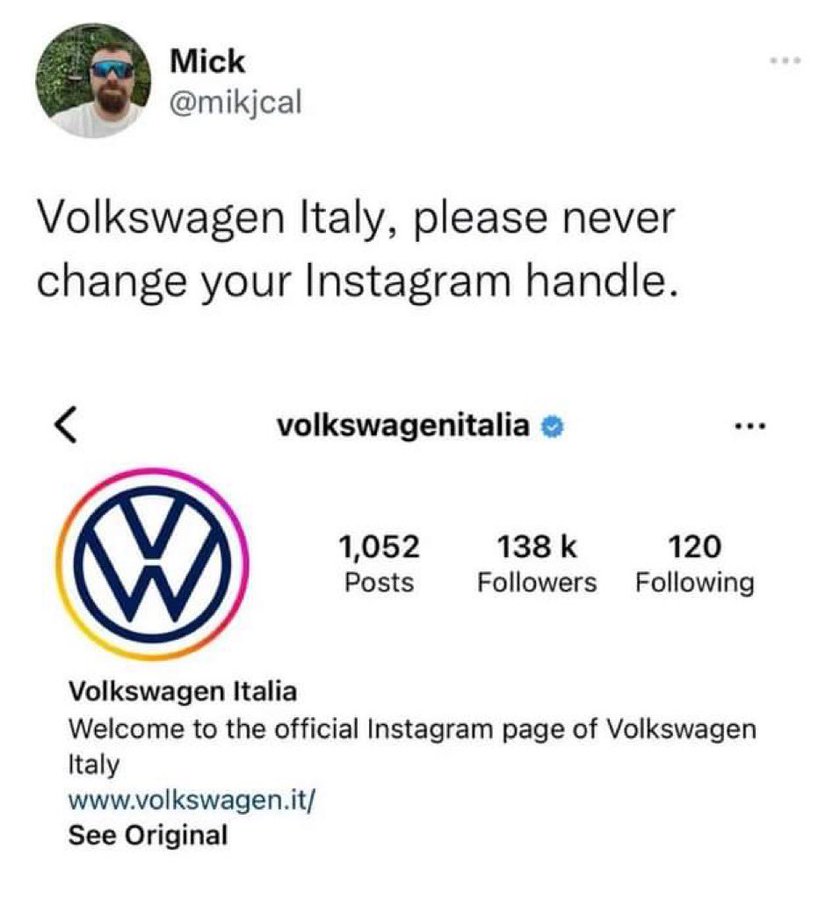 Mick
@mikjcal
Volkswagen Italy, please never
change your Instagram handle.
volkswagenitalia
1,052
Posts
138 k
Followers
120
Following
Volkswagen Italia
Welcome to the official Instagram page of Volkswagen
Italy
www.volkswagen.it/
See Original